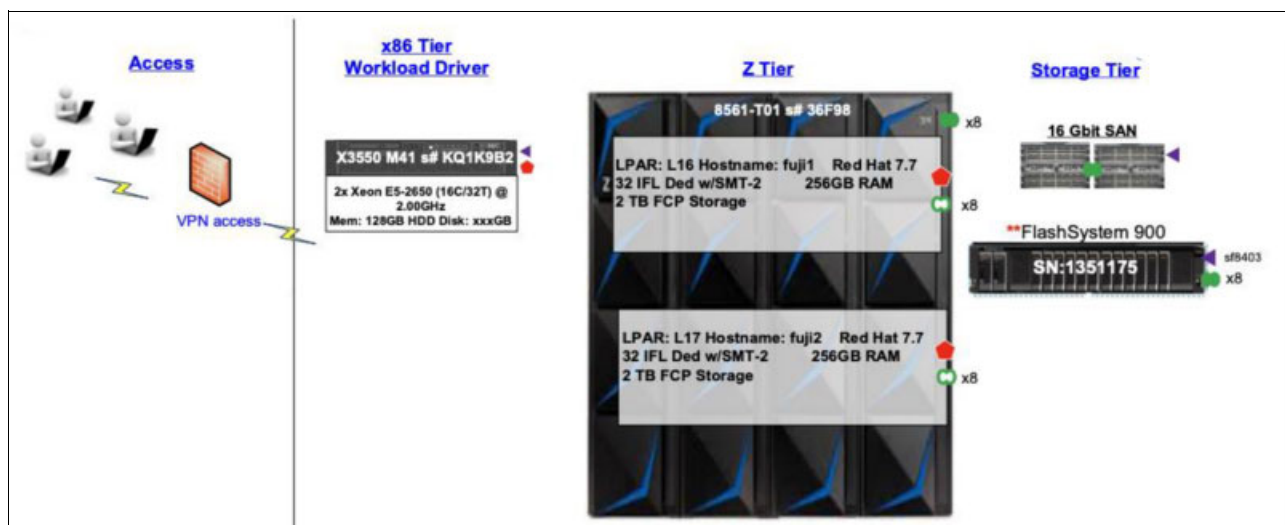 Access
VPN access
x86 Tier
Workload Driver
X3550 M41 s# KQ1K9B2
2x Xeon E5-2650 (16C/32T) @
2.00GHz
Mem: 128GB HDD Disk: xxxGB
Z Tier
8561-T01 s# 36F98
x8
LPAR: L16 Hostname: fuji1 Red Hat 7.7
32 IFL Ded w/SMT-2 256GB RAM
2 TB FCP Storage
x8
LPAR: L17 Hostname: fuji2 Red Hat 7.7
32 IFL Ded w/SMT-2 256GB RAM
2 TB FCP Storage
x8
Storage Tier
16 Gbit SAN
**FlashSystem 900
SN:1351175
sf8403
x8